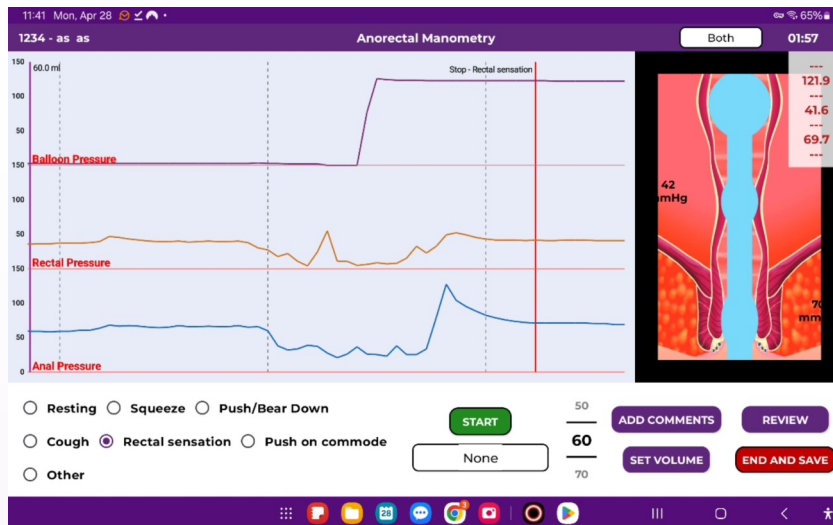 11:41 Mon, Apr 28
65%
1234 - as as
Anorectal Manometry
Both
01:57
150
60.0 ml
Stop - Rectal sensation
100
50
Balloon Pressure
150
100
50
Rectal Pressure
150
100
50
0
Anal Pressure
---
121.9
---
41.6
---
69.7
---
42
mmHg
70
mm
Resting
Squeeze
Push/Bear Down
Cough
Rectal sensation
Push on commode
Other
START
None
50
60
70
ADD COMMENTS
REVIEW
SET VOLUME
END AND SAVE
28
3